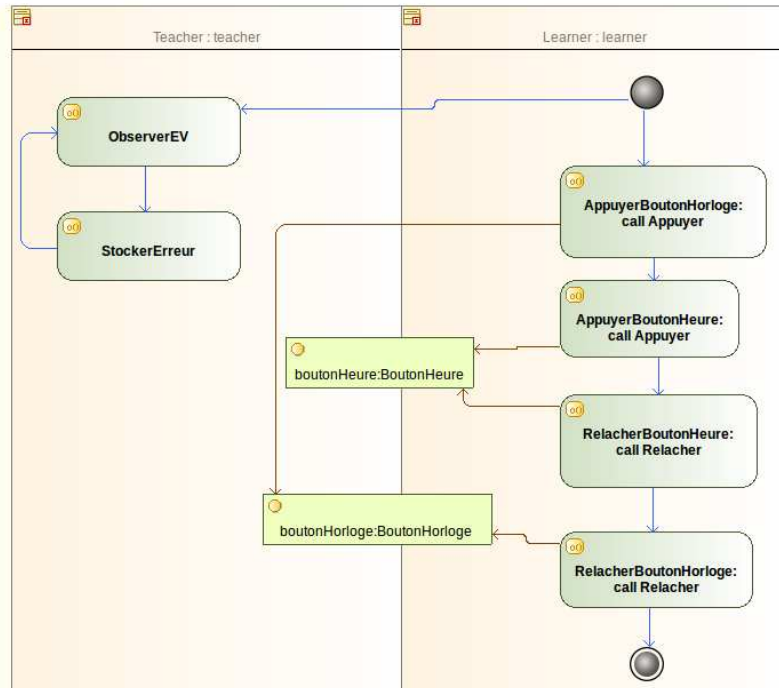 Teacher : teacher
Learner : learner
ObserverEV
StockerErreur
AppuyerBoutonHorloge:
call Appuyer
AppuyerBoutonHeure:
call Appuyer
boutonHeure:BoutonHeure
RelacherBoutonHeure:
call Relacher
boutonHorloge:BoutonHorloge
RelacherBoutonHorloge:
call Relacher